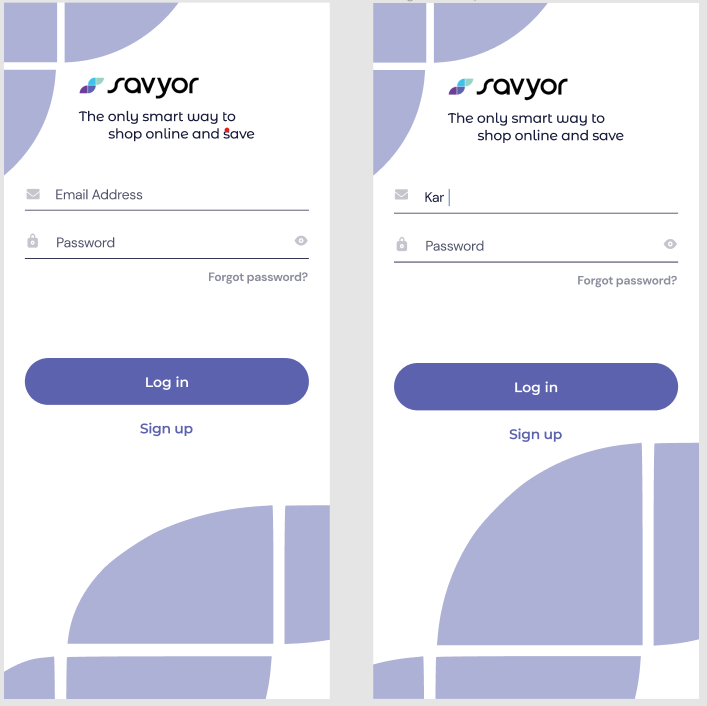 savyor
The only smart way to
shop online and save
Email Address
Password
Forgot password?
Log in
Sign up
savyor
The only smart way to
shop online and save
Kar
Password
Forgot password?
Log in
Sign up